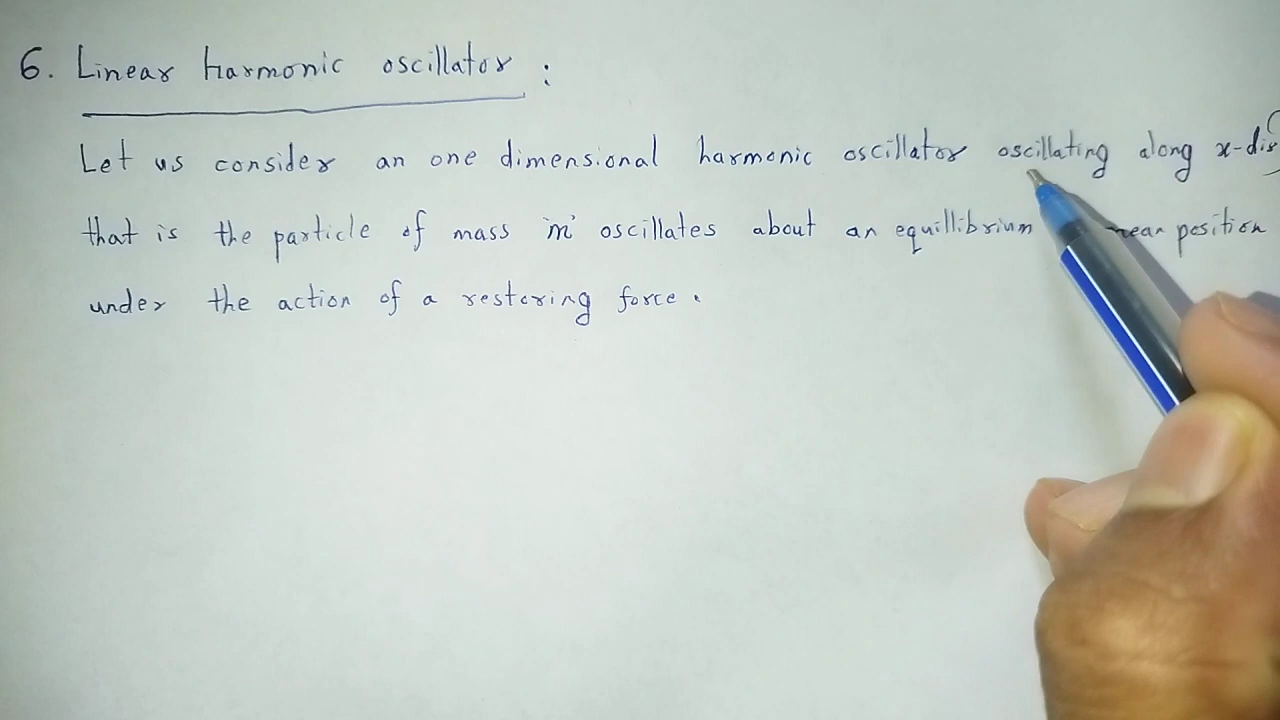 6. Linear harmonic oscillator :
Let us consider an one dimensional harmonic oscillator oscillating along x-dir
that is the particle of mass 'm' oscillates about an equillibrium mean position
under the action of a restoring force.